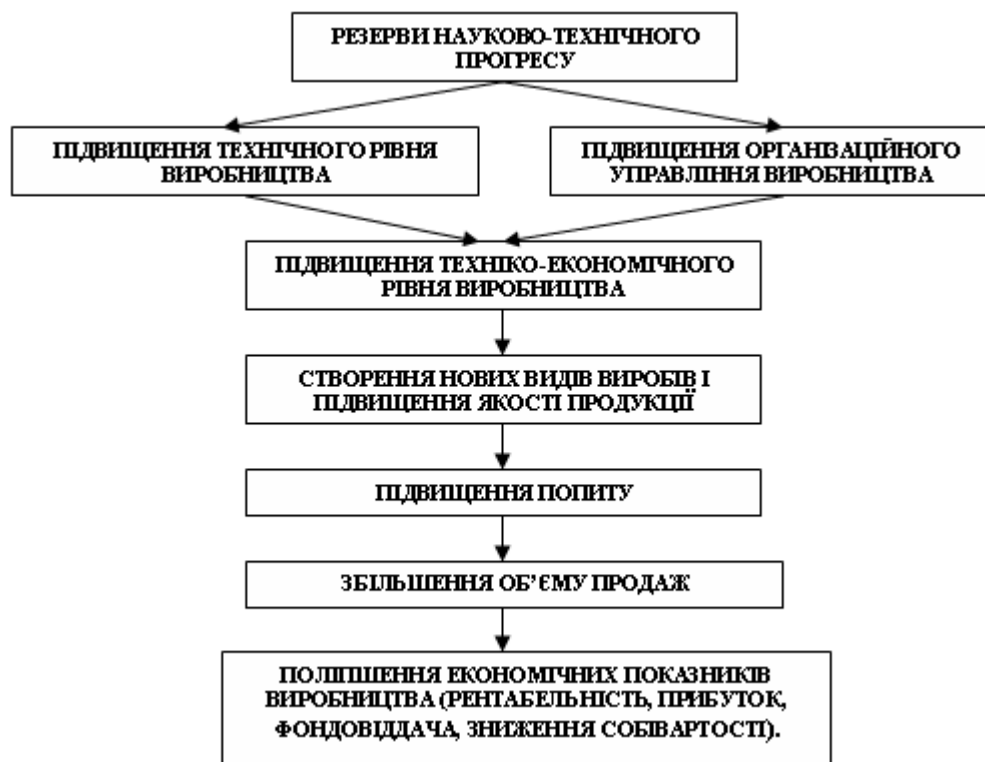 РЕЗЕРВИ НАУКОВО-ТЕХНІЧНОГО
ПРОГРЕСУ
ПІДВИЩЕННЯ ТЕХНІЧНОГО РІВНЯ
ВИРОБНИЦТВА
ПІДВИЩЕННЯ ОРГАНІЗАЦІЙНОГО
УПРАВЛІННЯ ВИРОБНИЦТВА
ПІДВИЩЕННЯ ТЕХНІКО-ЕКОНОМІЧНОГО
РІВНЯ ВИРОБНИЦТВА
СТВОРЕННЯ НОВИХ ВИДІВ ВИРОБІВ І
ПІДВИЩЕННЯ ЯКОСТІ ПРОДУКЦІЇ
ПІДВИЩЕННЯ ПОПИТУ
ЗБІЛЬШЕННЯ ОБ’ЄМУ ПРОДАЖ
ПОЛІПШЕННЯ ЕКОНОМІЧНИХ ПОКАЗНИКІВ
ВИРОБНИЦТВА (РЕНТАБЕЛЬНІСТЬ, ПРИБУТОК,
ФОНДОВІДДАЧА, ЗНИЖЕННЯ СОБІВАРТОСТІ).